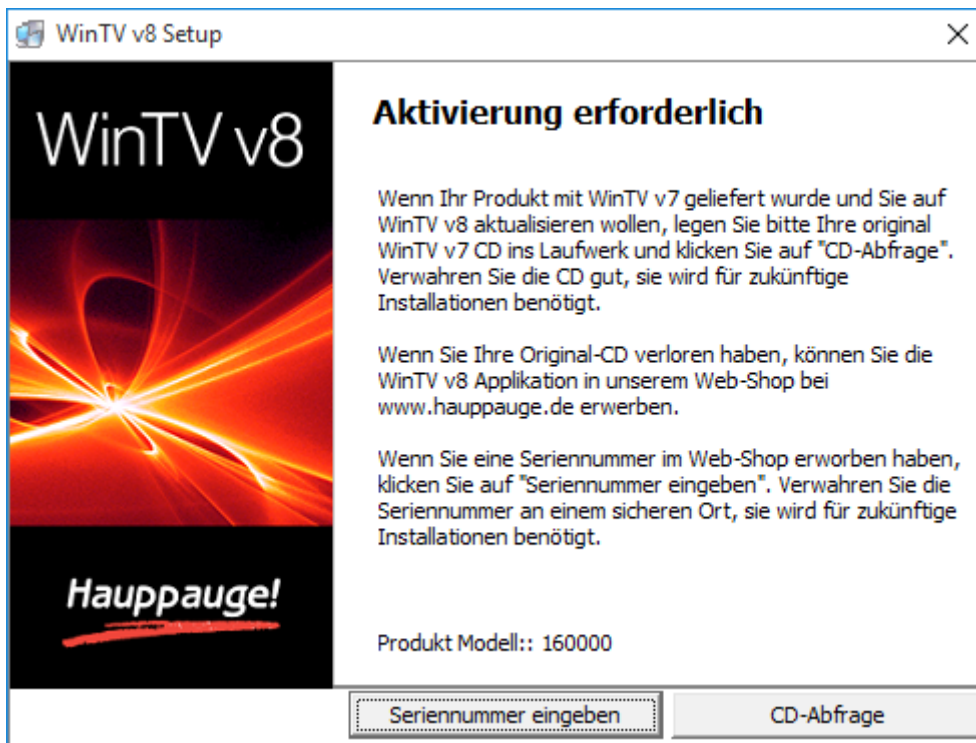 WinTV v8 Setup
WinTV v8
Hauppauge!
Aktivierung erforderlich
Wenn Ihr Produkt mit WinTV v7 geliefert wurde und Sie auf
WinTV v8 aktualisieren wollen, legen Sie bitte Ihre original
WinTV v7 CD ins Laufwerk und klicken Sie auf "CD-Abfrage".
Verwahren Sie die CD gut, sie wird für zukünftige
Installationen benötigt.
Wenn Sie Ihre Original-CD verloren haben, können Sie die
WinTV v8 Applikation in unserem Web-Shop bei
www.hauppauge.de erwerben.
Wenn Sie eine Seriennummer im Web-Shop erworben haben,
klicken Sie auf "Seriennummer eingeben". Verwahren Sie die
Seriennummer an einem sicheren Ort, sie wird für zukünftige
Installationen benötigt.
Produkt Modell:: 160000
Seriennummer eingeben
CD-Abfrage